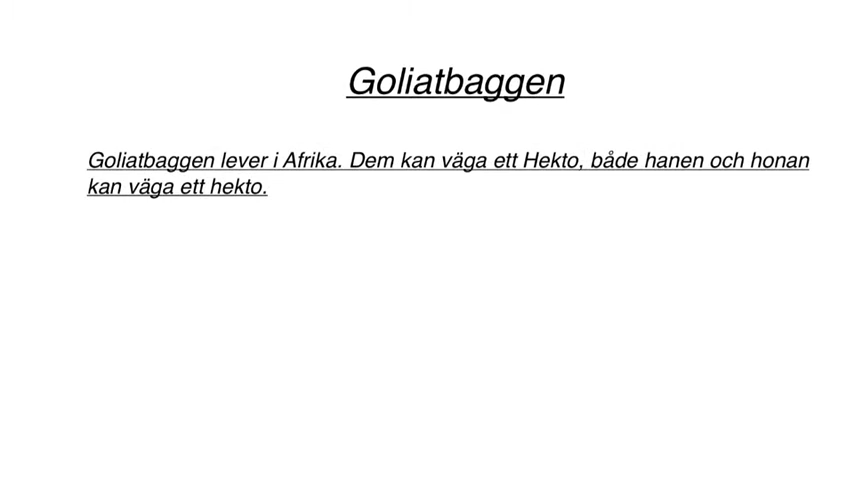 Goliatbaggen
Goliatbaggen lever i Afrika. Dem kan väga ett Hekto, både hanen och honan
kan väga ett hekto.